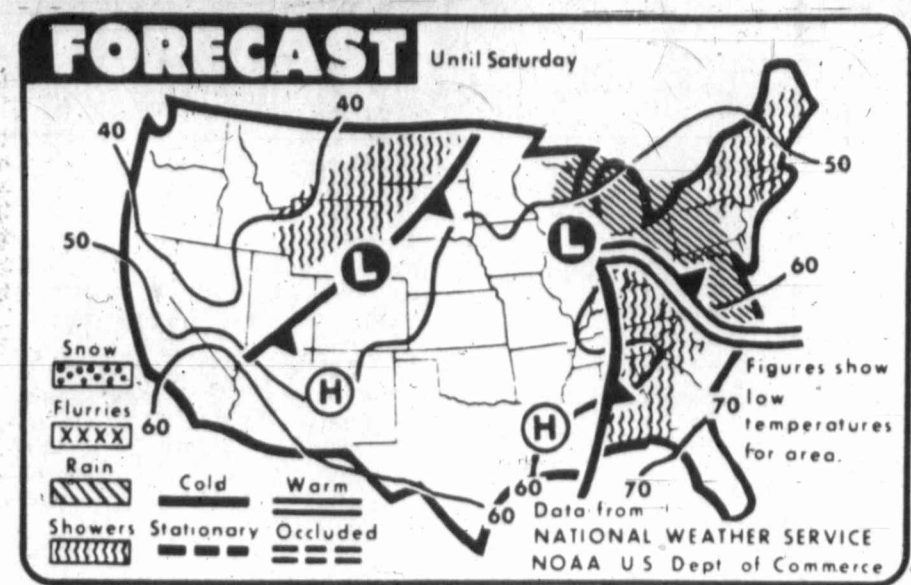 FORECAST
Until Saturday
40
40
50
50
L
L
60
H
H
60
60
60
70
70
Snow
Flurries
XXXX
Rain
Showers
Cold
Warm
Stationary
Occluded
Figures show
low
temperatures
for area.
Data from
NATIONAL WEATHER SERVICE
NOAA US Dept of Commerce